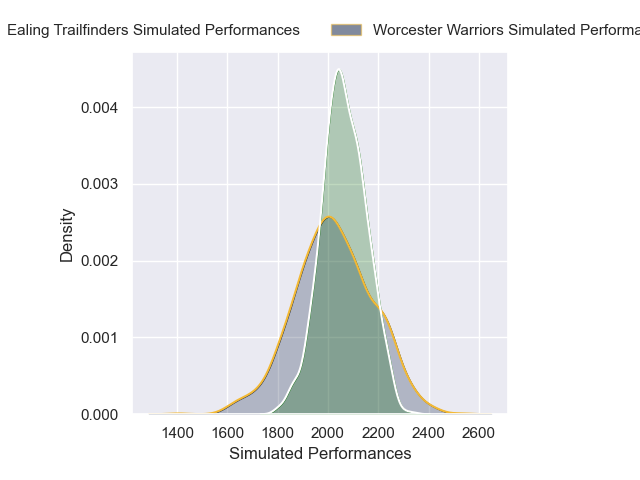 Ealing Trailfinders Simulated Performances Worcester Warriors Simulated Performa
0.004
0.003
0.002
0.001
0.000
Density
1400 1600 1800 2000 2200 2400 2600
Simulated Performances